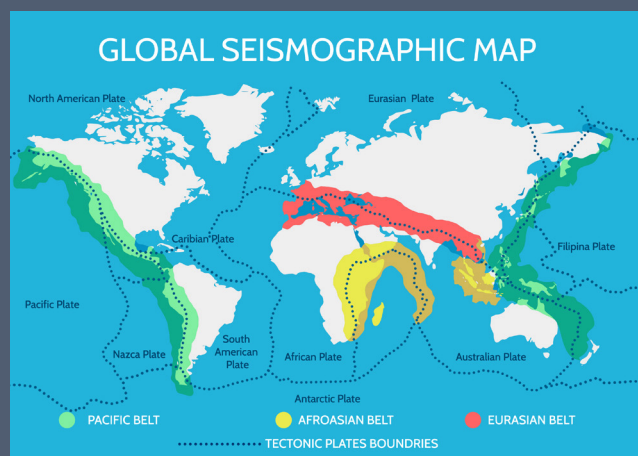 GLOBAL SEISMOGRAPHIC MAP
North American Plate
Eurasian Plate
Caribian Plate
Filipina Plate
Pacific Plate
Nazca Plate
South
American
Plate
African Plate
Australian Plate
Antarctic Plate
PACIFIC BELT
AFROASIAN BELT
EURASIAN BELT
TECTONIC PLATES BOUNDRIES